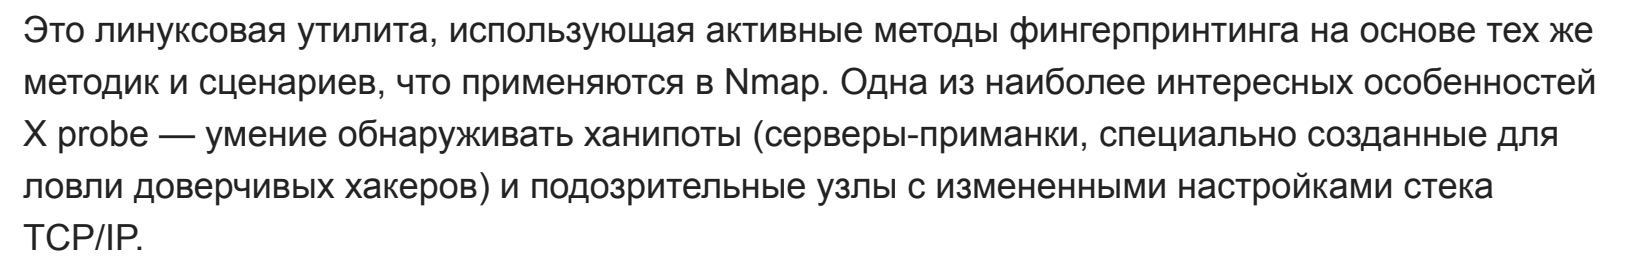 Это линуксовая утилита, использующая активные методы фингерпринтинга на основе тех же
методик и сценариев, что применяются в Nmap. Одна из наиболее интересных особенностей
X probe — умение обнаруживать ханипоты (серверы-приманки, специально созданные для
ловли доверчивых хакеров) и подозрительные узлы с измененными настройками стека
TCP/IP.